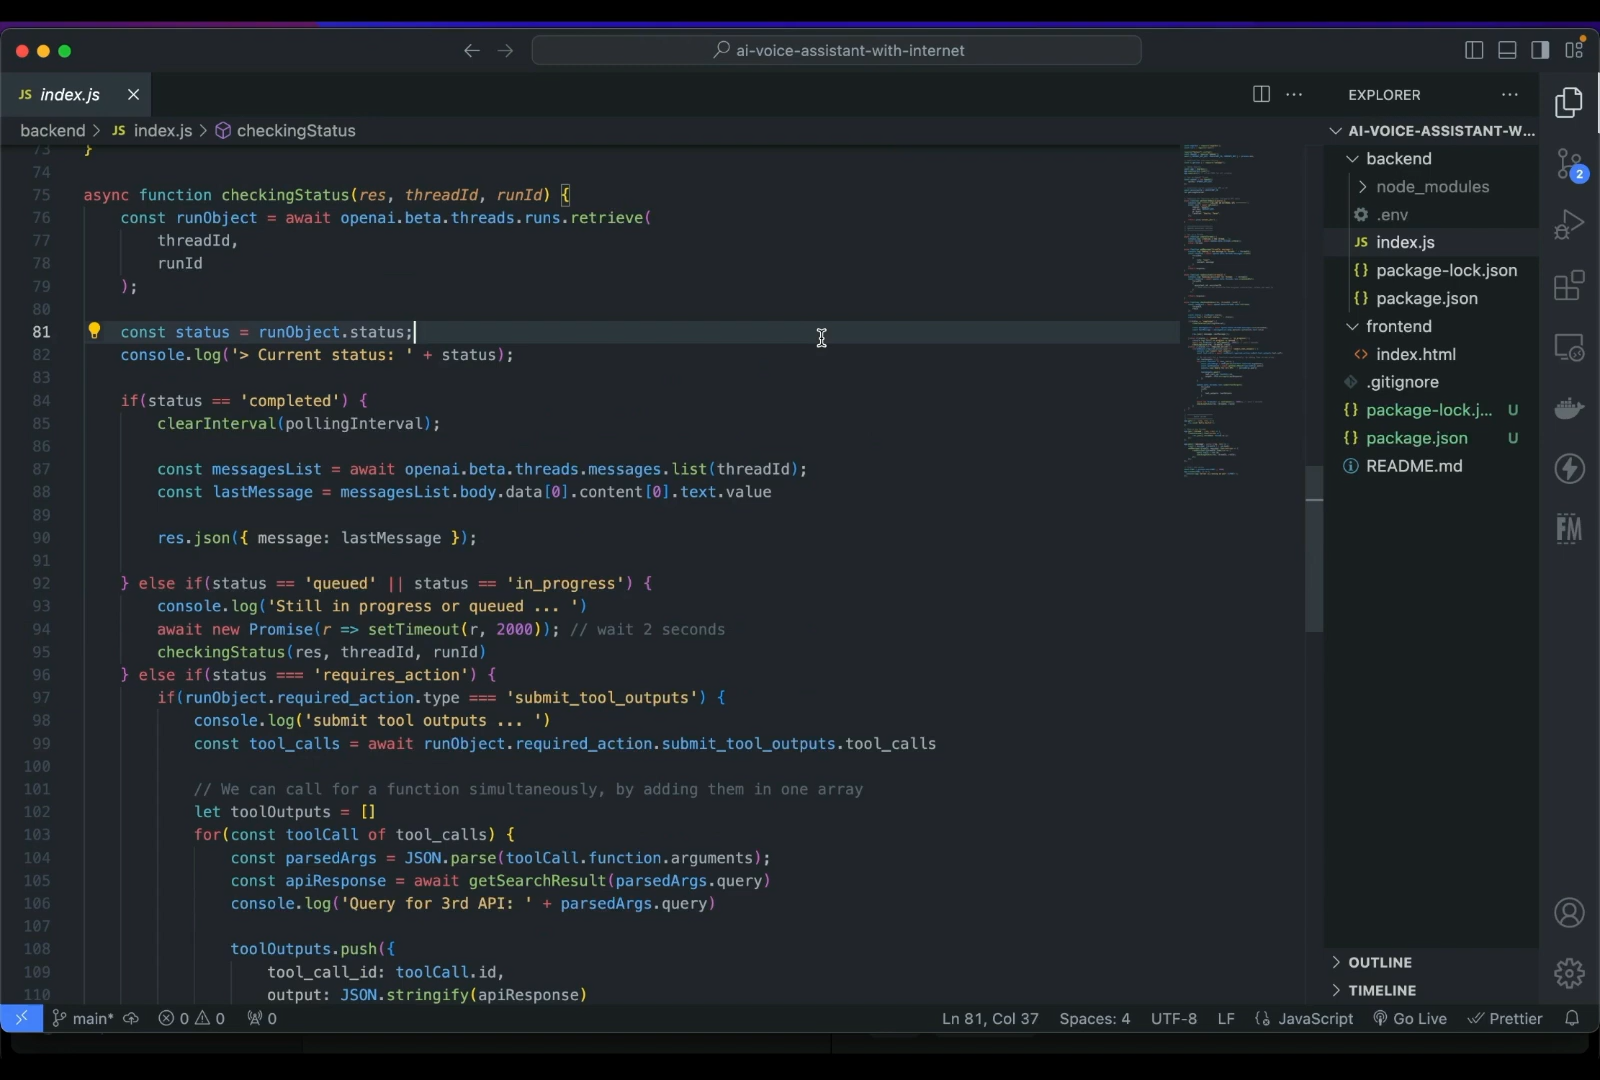 ai-voice-assistant-with-internet
JS index.js
EXPLORER
backend > JS index.js > checkingStatus
AI-VOICE-ASSISTANT-W...
73 }
74
75 async function checkingStatus(res, threadId, runId) {
76 const runObject = await openai.beta.threads.runs.retrieve(
77 threadId,
78 runId
79 );
80
81 const status = runObject.status;
82 console.log('> Current status: ' + status);
83
84 if(status == 'completed') {
85 clearInterval(pollingInterval);
86
87 const messagesList = await openai.beta.threads.messages.list(threadId);
88 const lastMessage = messagesList.body.data[0].content[0].text.value
89
90 res.json({ message: lastMessage });
91
92 } else if(status == 'queued' || status == 'in_progress') {
93 console.log('Still in progress or queued ... ')
94 await new Promise(r => setTimeout(r, 2000)); // wait 2 seconds
95 checkingStatus(res, threadId, runId)
96 } else if(status === 'requires_action') {
97 if(runObject.required_action.type === 'submit_tool_outputs') {
98 console.log('submit tool outputs ... ')
99 const tool_calls = await runObject.required_action.submit_tool_outputs.tool_calls
100
101 // We can call for a function simultaneously, by adding them in one array
102 let toolOutputs = []
103 for(const toolCall of tool_calls) {
104 const parsedArgs = JSON.parse(toolCall.function.arguments);
105 const apiResponse = await getSearchResult(parsedArgs.query)
106 console.log('Query for 3rd API: ' + parsedArgs.query)
107
108 toolOutputs.push({
109 tool_call_id: toolCall.id,
110 output: JSON.stringify(apiResponse)
backend
node_modules
.env
JS index.js
{} package-lock.json
{} package.json
frontend
<> index.html
.gitignore
{} package-lock.j... U
{} package.json U
README.md
2
FM
OUTLINE
TIMELINE
main* 0 0 0
Ln 81, Col 37 Spaces: 4 UTF-8 LF {} JavaScript Go Live Prettier